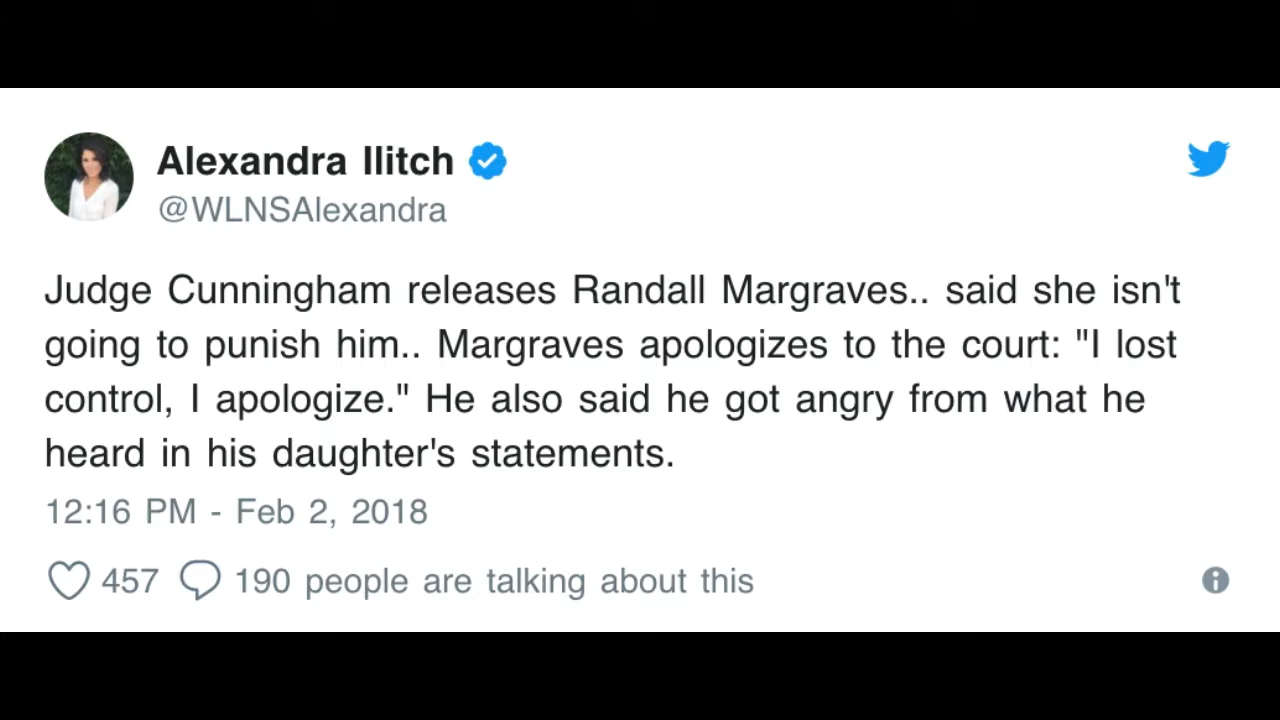 Alexandra Ilitch
@WLNSAlexandra
Judge Cunningham releases Randall Margraves.. said she isn't
going to punish him.. Margraves apologizes to the court: "I lost
control, I apologize." He also said he got angry from what he
heard in his daughter's statements.
12:16 PM - Feb 2, 2018
457 190 people are talking about this